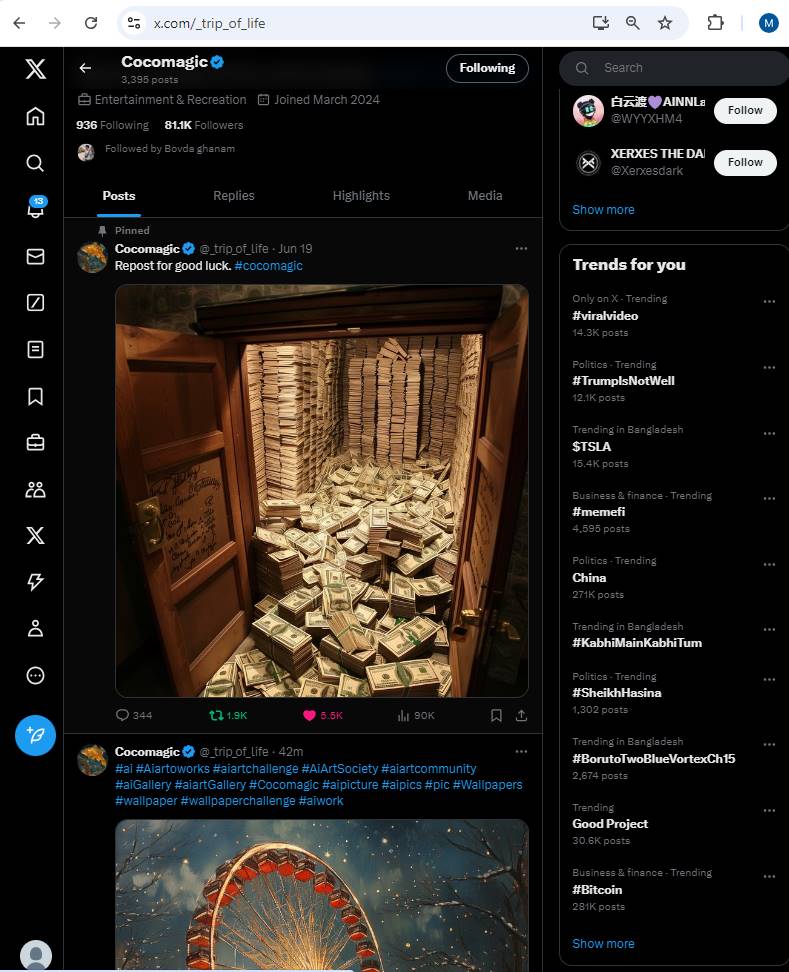 x.com/_trip_of_life
M
Cocomagic
3,395 posts
Following
Entertainment & Recreation Joined March 2024
936 Following 81.1K Followers
Followed by Bovda ghanam
Posts Replies Highlights Media
Pinned
Cocomagic @_trip_of_life · Jun 19
Repost for good luck. #cocomagic
344 1.9K 5.5K 90K
Cocomagic @_trip_of_life · 42m
#ai #Aiartoworks #aiartchallenge #AiArtSociety #aiartcommunity
#aiGallery #aiartGallery #Cocomagic #aipicture #aipics #pic #Wallpapers
#wallpaper #wallpaperchallenge #aiwork
13
Search
白云渡💜AINNLa
@WYYXHM4
Follow
XERXES THE DA
@Xerxesdark
Follow
Show more
Trends for you
Only on X · Trending
#viralvideo
14.3K posts
Politics · Trending
#TrumpIsNotWell
12.1K posts
Trending in Bangladesh
$TSLA
15.4K posts
Business & finance · Trending
#memefi
4,595 posts
Politics · Trending
China
271K posts
Trending in Bangladesh
#KabhiMainKabhiTum
Politics · Trending
#SheikhHasina
1,302 posts
Trending in Bangladesh
#BorutoTwoBlueVortexCh15
2,674 posts
Trending
Good Project
30.6K posts
Business & finance · Trending
#Bitcoin
281K posts
Show more